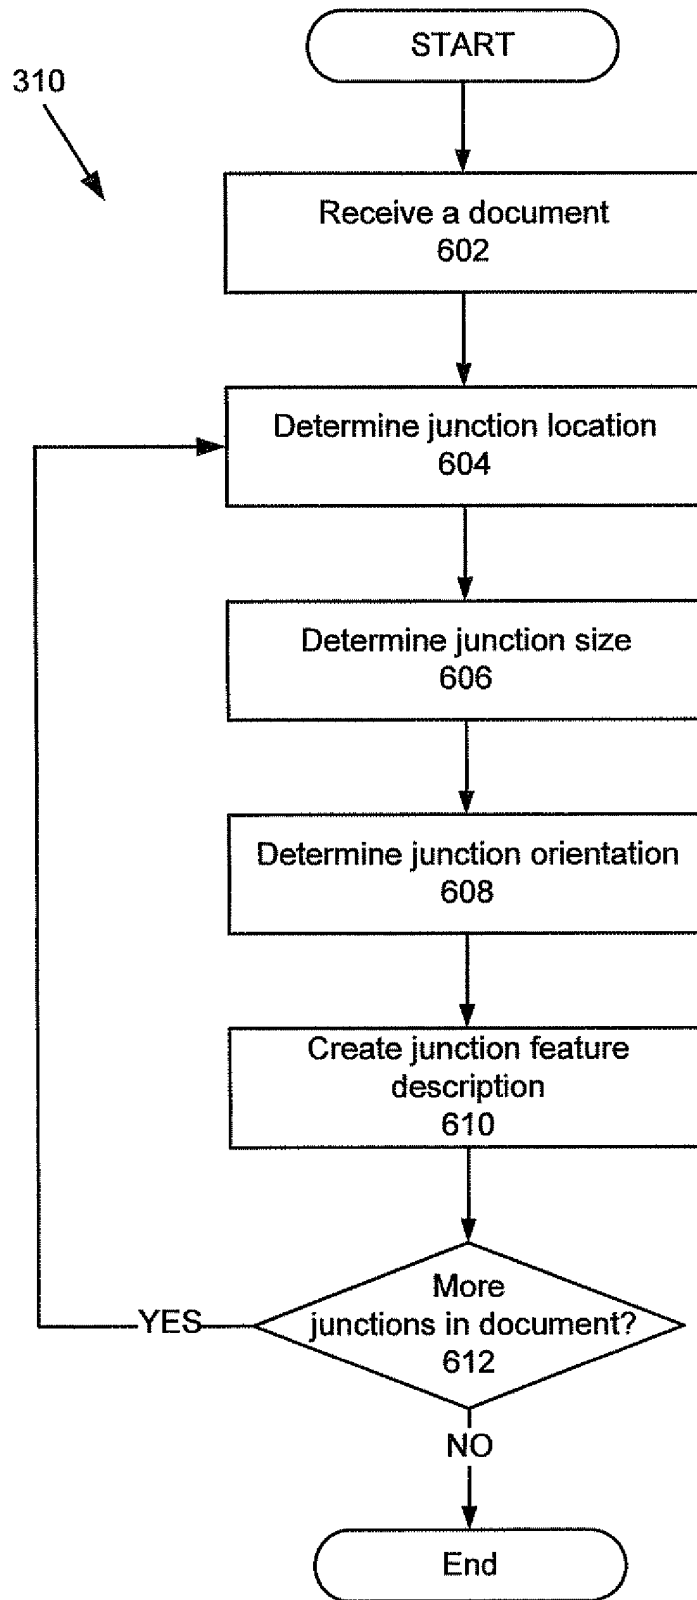 START
310
Receive a document
602
Determine junction location
604
Determine junction size
606
Determine junction orientation
608
Create junction feature
description
610
More
junctions in document?
612
YES
NO
End